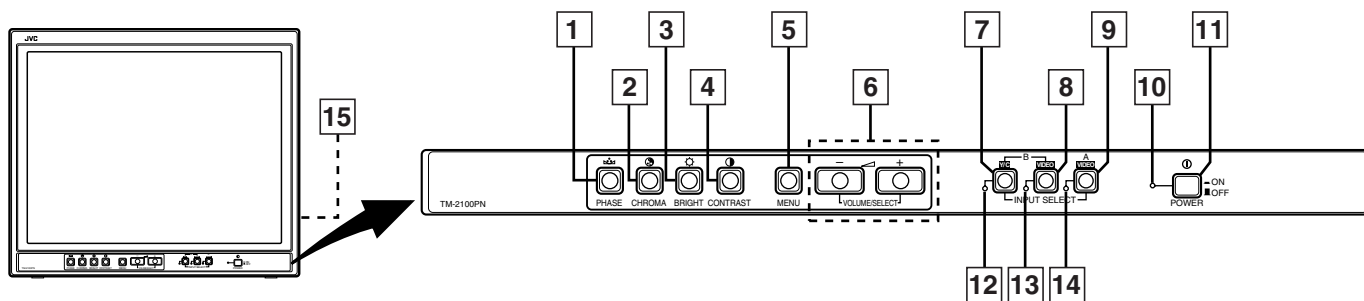 JVC
15
1
3
5
7
9
11
2
4
6
8
10
B
A
Y/C
VIDEO
VIDEO
− +
TM-2100PN
PHASE
CHROMA
BRIGHT
CONTRAST
MENU
VOLUME/SELECT
INPUT SELECT
POWER
ON
OFF
12
13
14